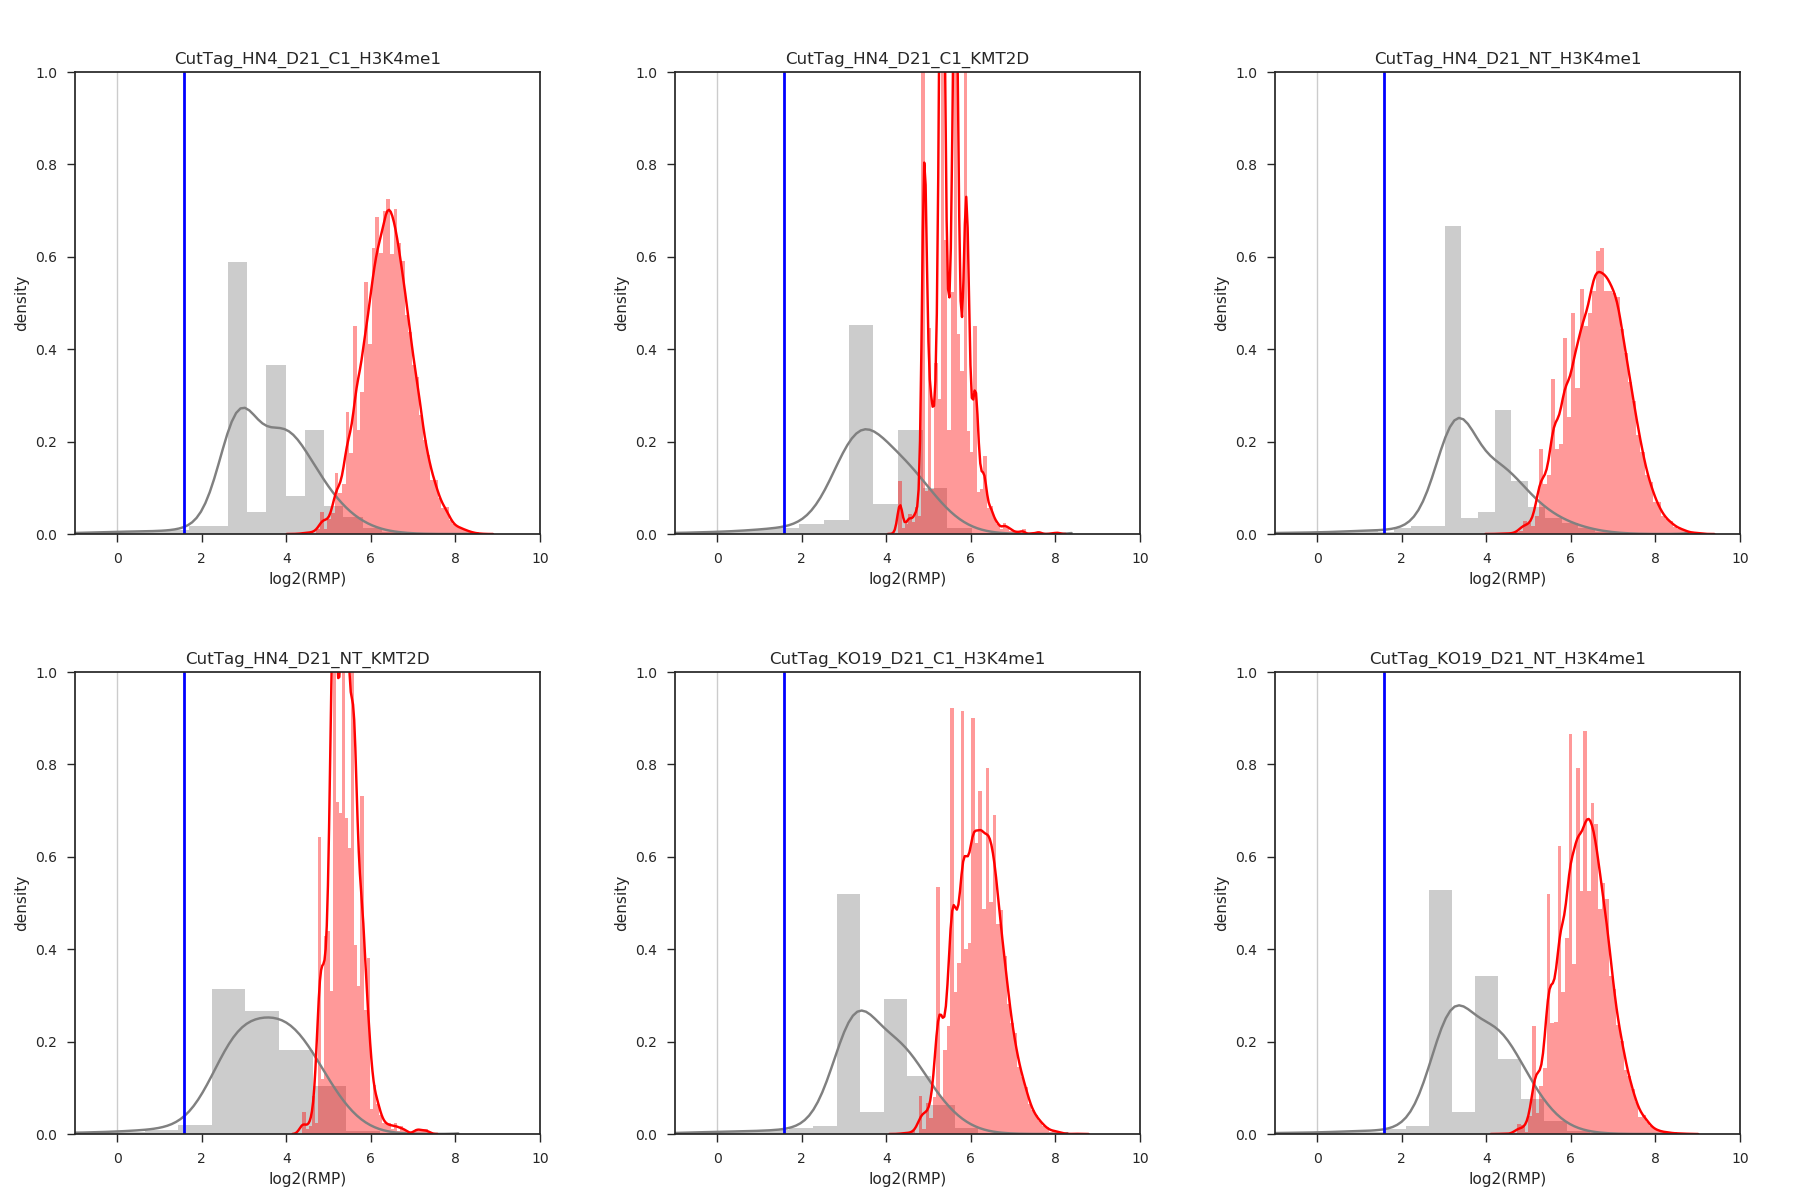 CutTag_HN4_D21_C1_H3K4me1
CutTag_HN4_D21_C1_KMT2D
CutTag_HN4_D21_NT_H3K4me1
1.0
0.8
0.6
0.4
0.2
0.0
density
0 2 4 6 8 10
log2(RMP)
1.0
0.8
0.6
0.4
0.2
0.0
density
0 2 4 6 8 10
log2(RMP)
1.0
0.8
0.6
0.4
0.2
0.0
density
0 2 4 6 8 10
log2(RMP)
CutTag_HN4_D21_NT_KMT2D
CutTag_KO19_D21_C1_H3K4me1
CutTag_KO19_D21_NT_H3K4me1
1.0
0.8
0.6
0.4
0.2
0.0
density
0 2 4 6 8 10
log2(RMP)
1.0
0.8
0.6
0.4
0.2
0.0
density
0 2 4 6 8 10
log2(RMP)
1.0
0.8
0.6
0.4
0.2
0.0
density
0 2 4 6 8 10
log2(RMP)